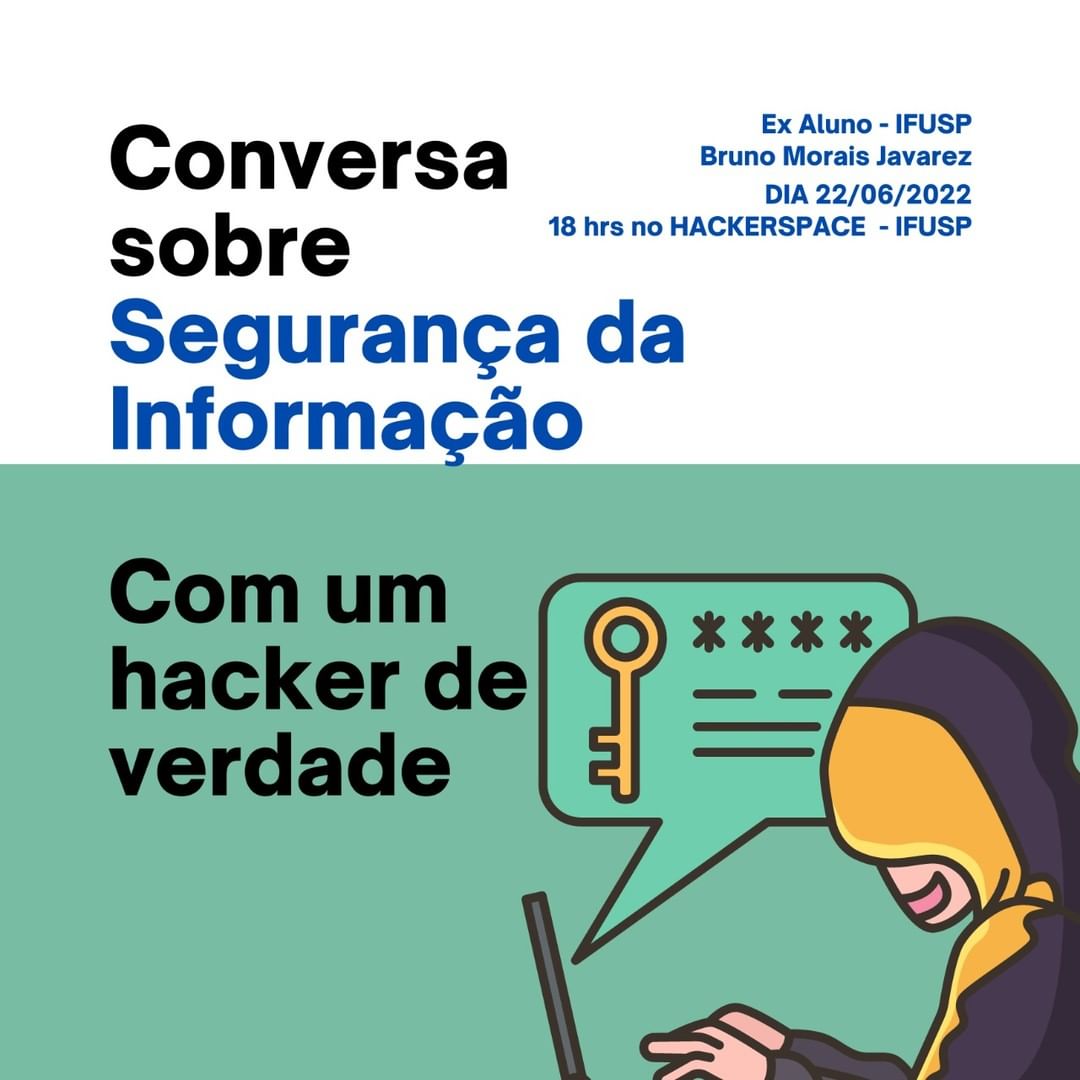 Conversa
sobre
Segurança da
Informação
Ex Aluno - IFUSP
Bruno Morais Javarez
DIA 22/06/2022
18 hrs no HACKERSPACE - IFUSP
Com um
hacker de
verdade
****